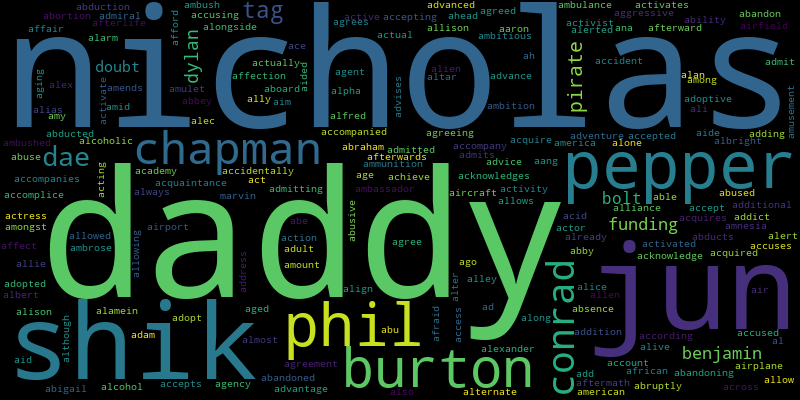 abduction ambush accusing tag advanced ambulance activates
abortion admiral active accepting ahead agreed aggressive abandon
afterlife afford alongside agrees allison aaron activist ability
affair nicholas ambitious alerted ana afterward
alarm dylan actually ace actual ah airfield
doubt affection agent alien advance pirate accident admit
aging alex activate aboard aided alpha advises altar among alan
alias amends amulet ally aim ambition adoptive amendments
amy amid abbey alec alfred ali amusement
abducted alcoholic accompanied agreeing adventure accepted aide adding
ambushed chapman abraham admitted accompany acquire america alone albright
abuse dae academy accidentally afterwards admits advice aang pepper
accompanies acting act age ammunition achieve acknowledges
accomplice always acquaintance admitting ambassador aircraft activity bolt able abused
actress daddy marvin abe abusive allows acid alliance accept additional
amongst airport actor funding acquires addict amnesia
affect allowed allowing action agree already activated abducts alert
ambrose adult ago abby acknowledge acquired accuses
allie address amount alley conrad jun
adopted align access alter alice allen air
albert alamein aged ad absence
alison shik adopt phil afraid along addition according accused
although adam almost abu alexander alive al
aid agreement burton account benjamin
abandoned add african abandoning airplane
abigail alcohol accepts agency advantage also alternate aftermath american abruptly across allow